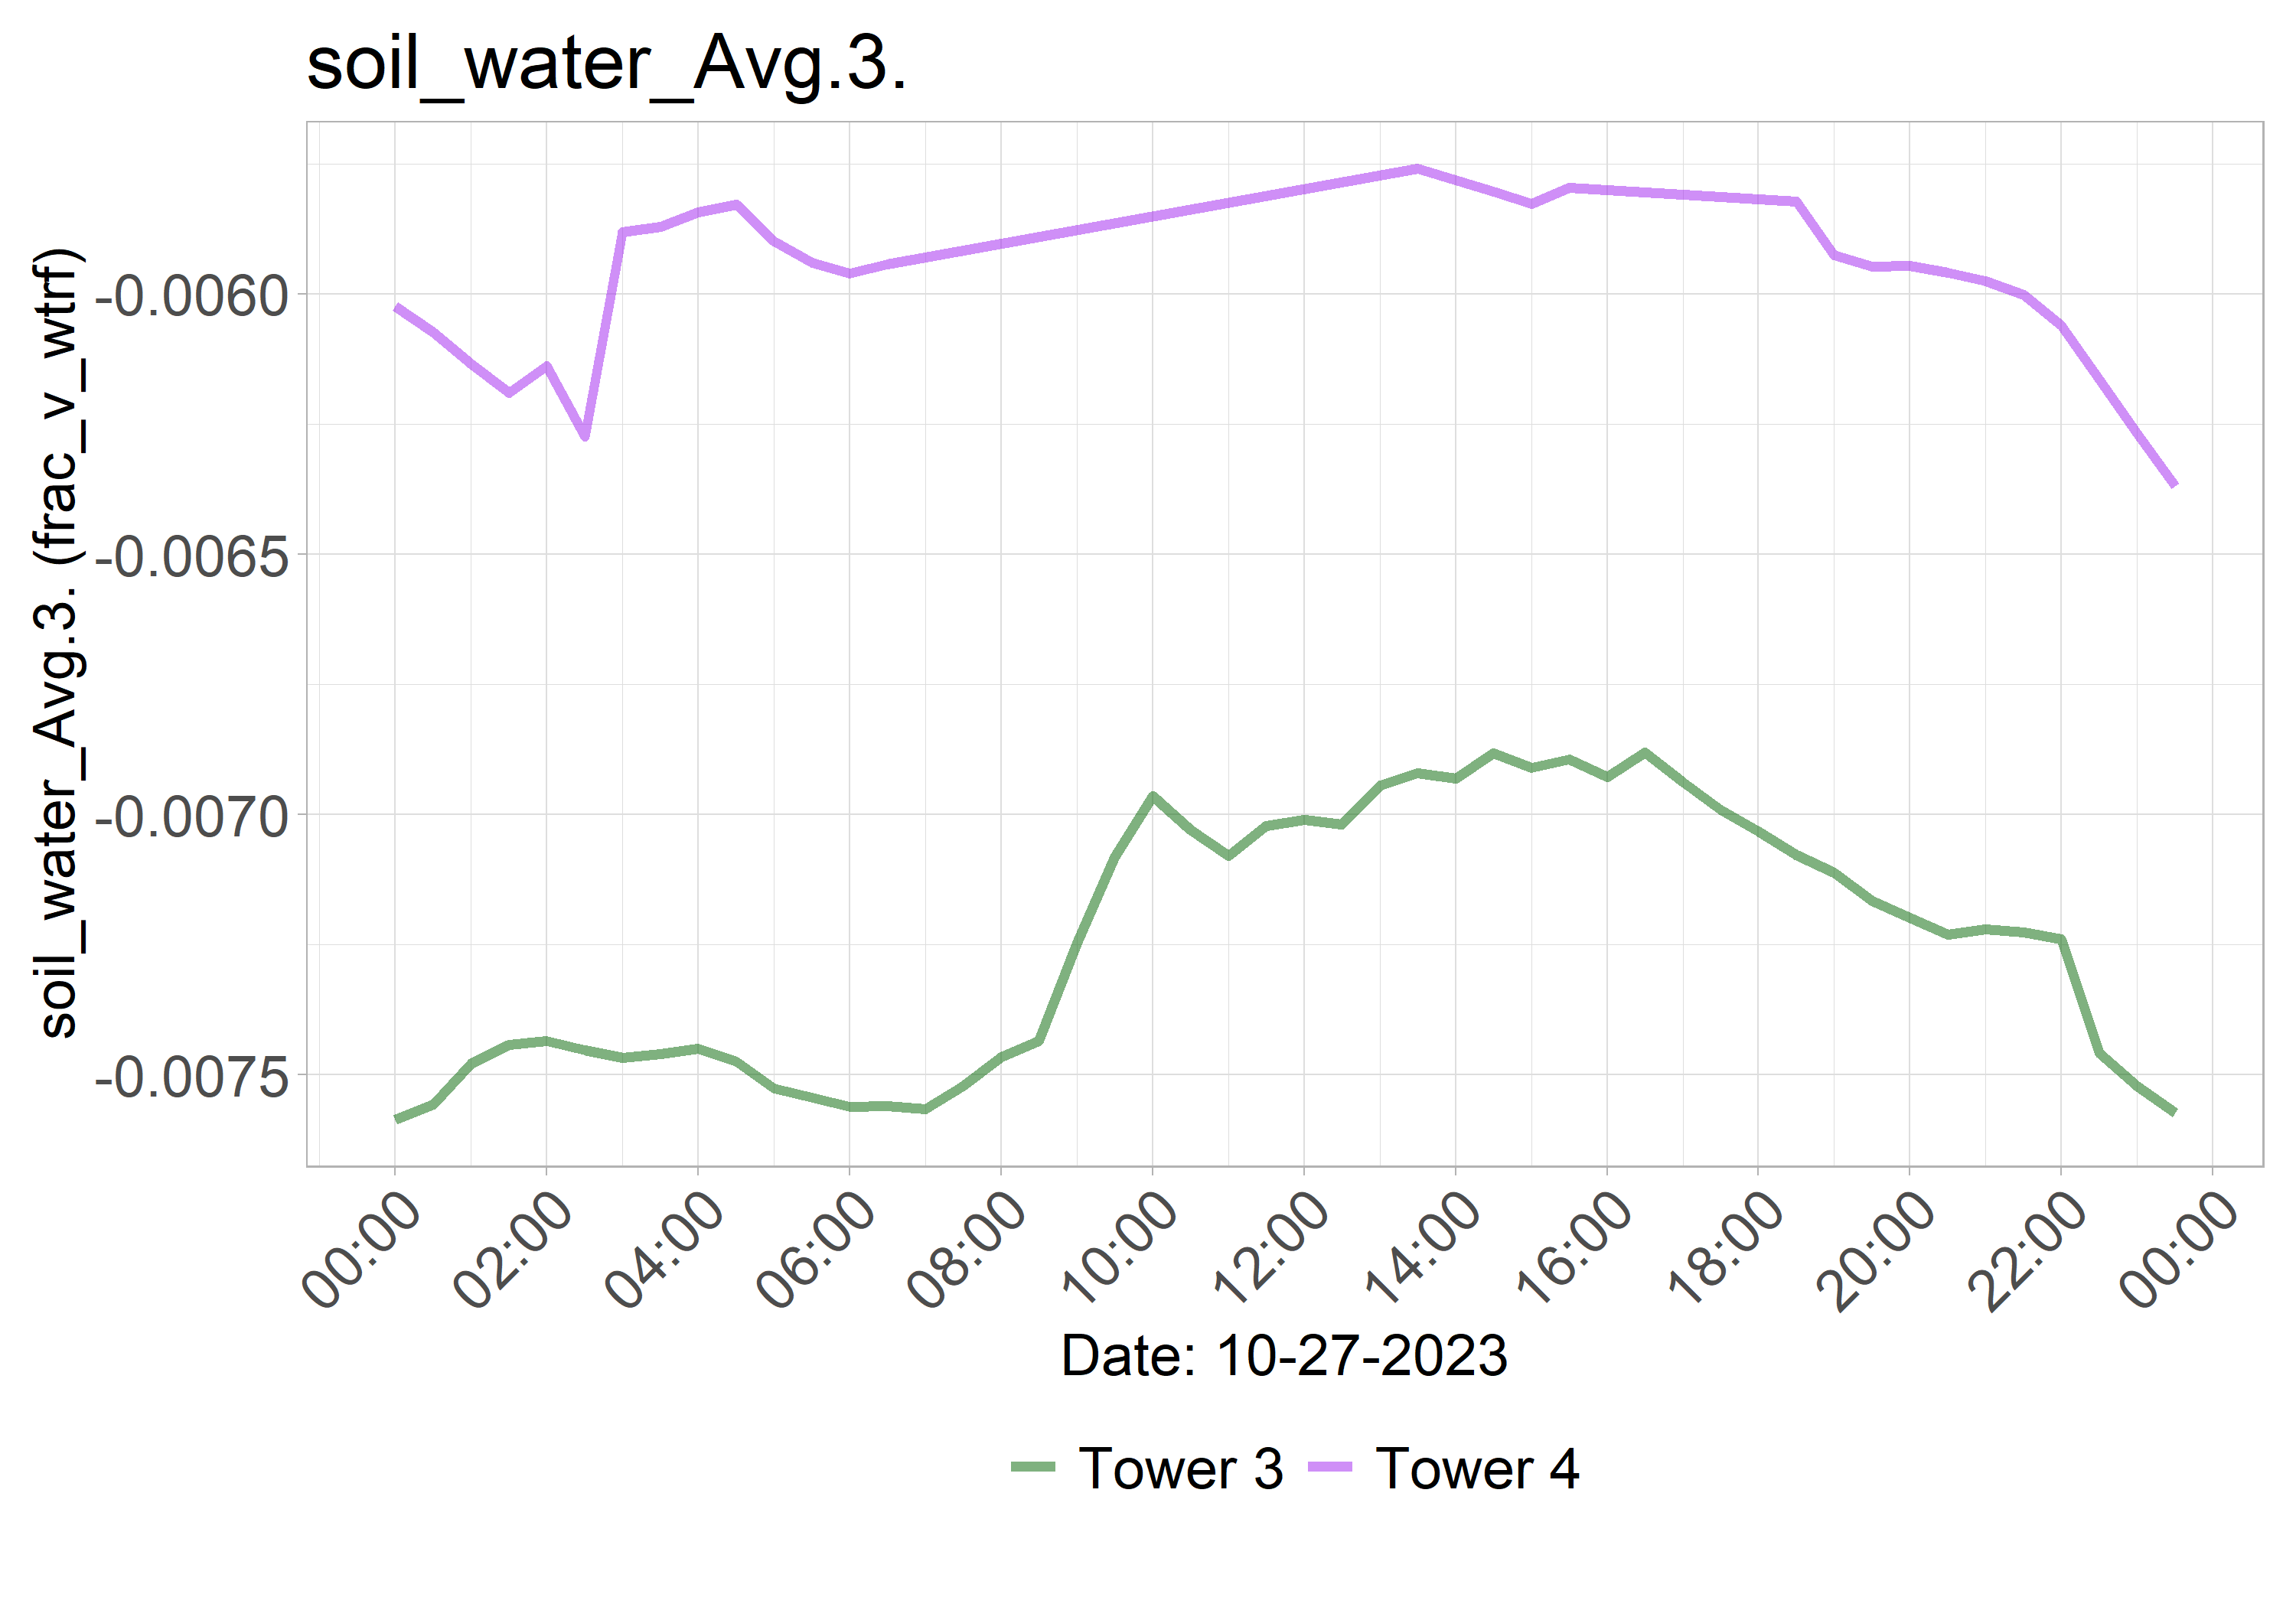 soil_water_Avg.3.
soil_water_Avg.3. (frac_v_wtrf)
-0.0060
-0.0065
-0.0070
-0.0075
00:00 02:00 04:00 06:00 08:00 10:00 12:00 14:00 16:00 18:00 20:00 22:00 00:00
Date: 10-27-2023
Tower 3 Tower 4